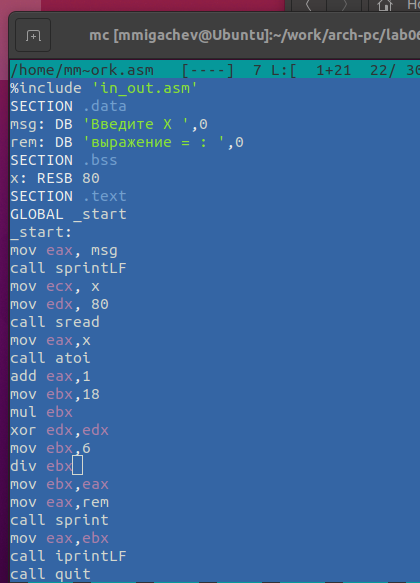 Но
mc [mmigachev@Ubuntu]:~/work/arch-pc/lab06
/home/mm~ork.asm   [----]  7 L:[  1+21  22/ 30
%include 'in_out.asm'
SECTION .data
msg: DB 'Введите X ',0
rem: DB 'выражение = : ',0
SECTION .bss
x: RESB 80
SECTION .text
GLOBAL _start
_start:
mov eax, msg
call sprintLF
mov ecx, x
mov edx, 80
call sread
mov eax,x
call atoi
add eax,1
mov ebx,18
mul ebx
xor edx,edx
mov ebx,6
div ebx
mov ebx,eax
mov eax,rem
call sprint
mov eax,ebx
call iprintLF
call quit